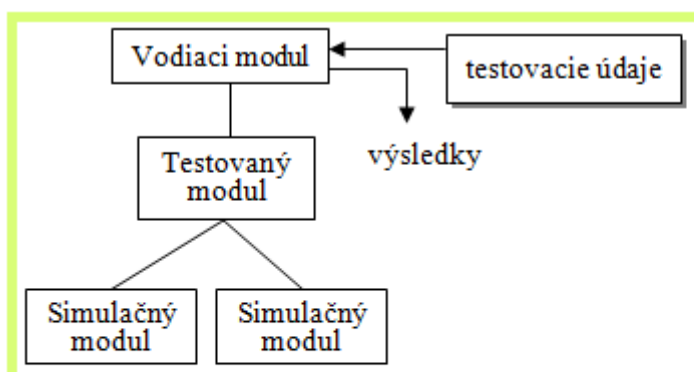 Vodiaci modul
testovacie údaje
výsledky
Testovaný
modul
Simulačný
modul
Simulačný
modul